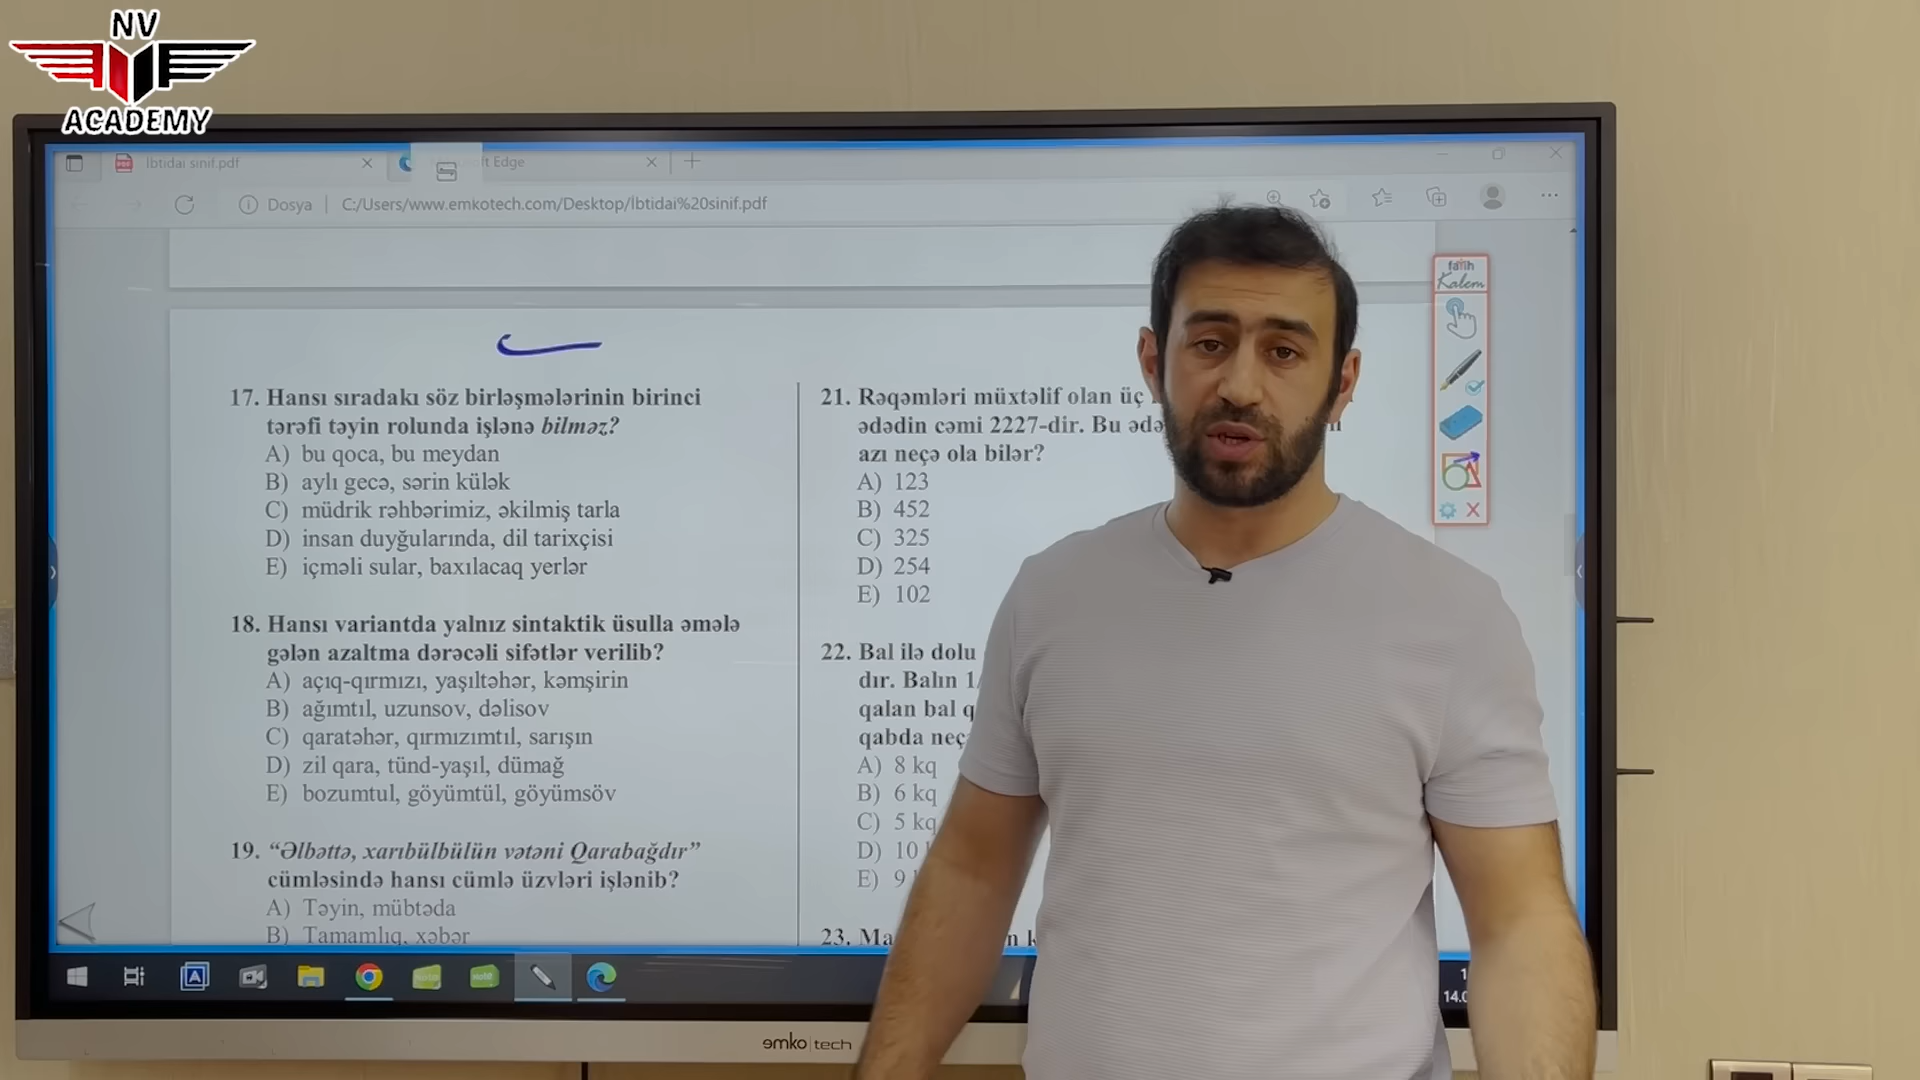 NV
ACADEMY
İbtidai sinif.pdf
ft Edge
Dosya
C:/Users/www.emkotech.com/Desktop/İbtidai%20sinif.pdf
fatih
Kalem
17. Hansı sıradakı söz birləşmələrinin birinci
tərəfi təyin rolunda işlənə bilməz?
A) bu qoca, bu meydan
B) aylı gecə, sərin külək
C) müdrik rəhbərimiz, əkilmiş tarla
D) insan duyğularında, dil tarixçisi
E) içməli sular, baxılacaq yerlər
18. Hansı variantda yalnız sintaktik üsulla əmələ
gələn azaltma dərəcəli sifətlər verilib?
A) açıq-qırmızı, yaşıltəhər, kəmşirin
B) ağımtıl, uzunsov, dəlisov
C) qaratəhər, qırmızımtıl, sarışın
D) zil qara, tünd-yaşıl, dümağ
E) bozumtul, göyümtül, göyümsöv
19. “Əlbəttə, xarıbülbülün vətəni Qarabağdır”
cümləsində hansı cümlə üzvləri işlənib?
A) Təyin, mübtəda
B) Tamamlıq, xəbər
21. Rəqəmləri müxtəlif olan üç
ədədin cəmi 2227-dir. Bu ədə
azı neçə ola bilər?
A) 123
B) 452
C) 325
D) 254
E) 102
22. Bal ilə dolu
dır. Balın 1/
qalan bal q
qabda neç
A) 8 kq
B) 6 kq
C) 5 kq
D) 10
E) 9
23. Ma
14.0
emko tech